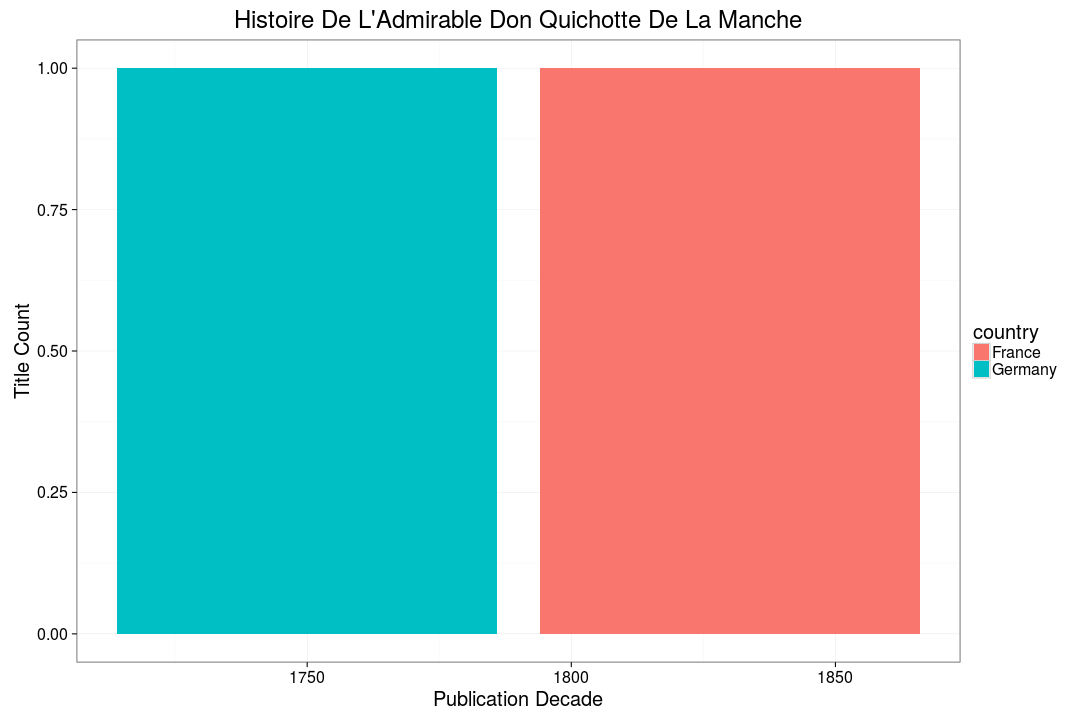 Histoire De L'Admirable Don Quichotte De La Manche
1.00
0.75
0.50
0.25
0.00
Title Count
1750
1800
1850
Publication Decade
country
France
Germany